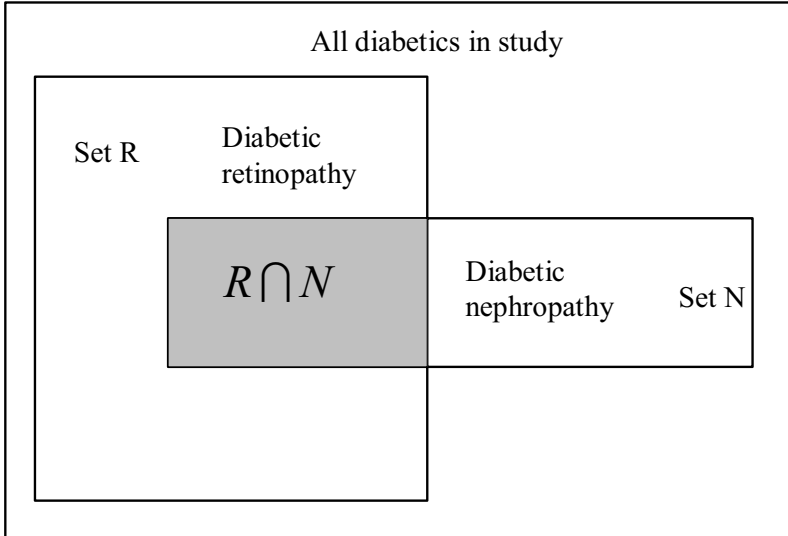 All diabetics in study
Set R
Diabetic
retinopathy
R ⋂ N
Diabetic
nephropathy
Set N